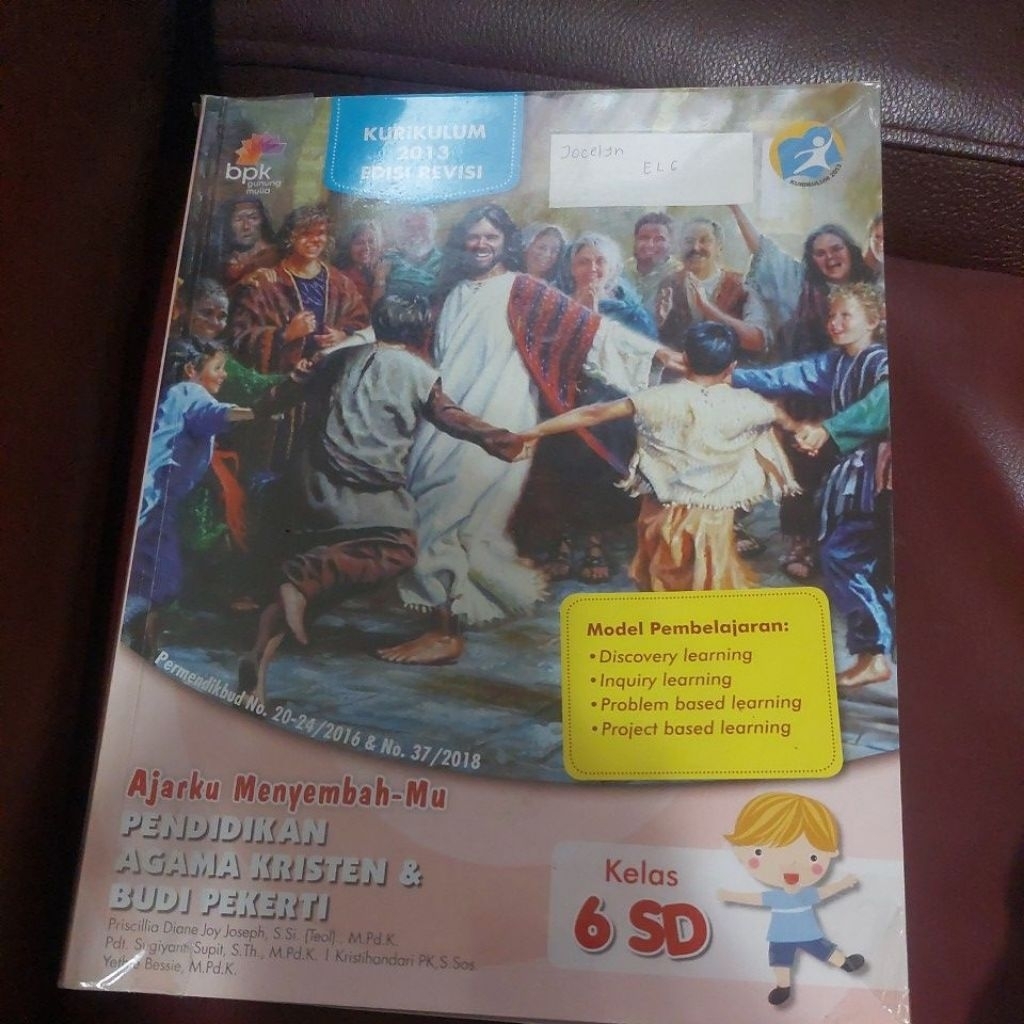 bpk
gunung
mulia
KURIKULUM
2013
EDISI REVISI
Jocelyn
EL6
KURIKULUM 2013
Permendikbud No. 20-24/2016 & No. 37/2018
Model Pembelajaran:
• Discovery learning
• Inquiry learning
• Problem based learning
• Project based learning
Ajarku Menyembah-Mu
PENDIDIKAN
AGAMA KRISTEN &
BUDI PEKERTI
Priscillia Diane Joy Joseph, S.Si. (Teol)., M.Pd.K.
Pdt. Sugiyanti Supit, S.Th., M.Pd.K. I Kristihandari PK, S.Sos
Bessie, M.Pd.K.
Kelas
6 SD